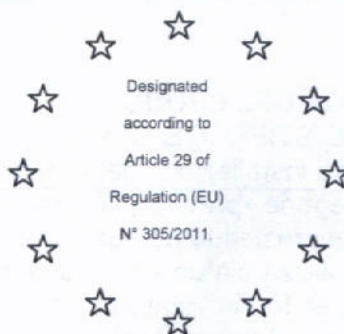 Designated
according to
Article 29 of
Regulation (EU)
N° 305/2011